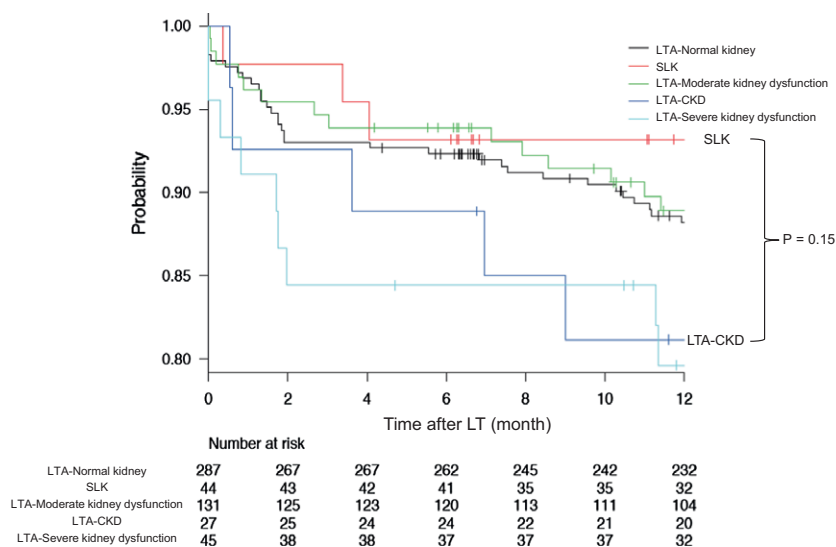 1.00
0.95
0.90
0.85
0.80
Probability
LTA-Normal kidney
SLK
LTA-Moderate kidney dysfunction
LTA-CKD
LTA-Severe kidney dysfunction
SLK
P = 0.15
LTA-CKD
0 2 4 6 8 10 12
Time after LT (month)
Number at risk
LTA-Normal kidney 287 267 267 262 245 242 232
SLK 44 43 42 41 35 35 32
LTA-Moderate kidney dysfunction 131 125 123 120 113 111 104
LTA-CKD 27 25 24 24 22 21 20
LTA-Severe kidney dysfunction 45 38 38 37 37 37 32